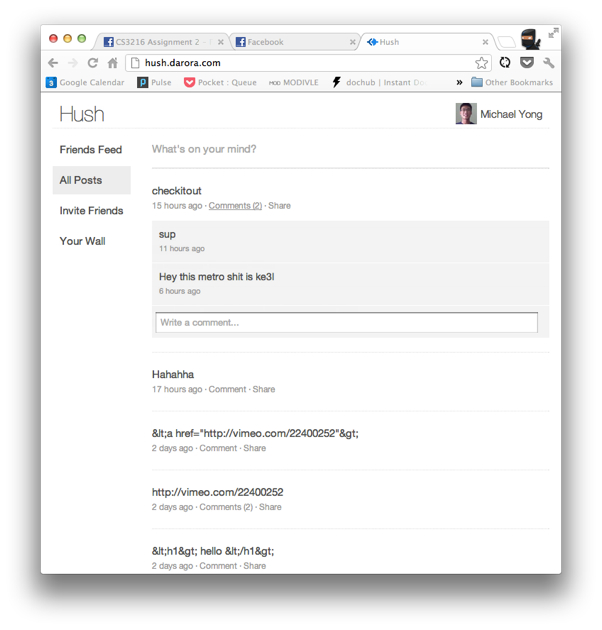 CS3216 Assignment 2 -
Facebook
Hush
hush.darora.com
3 Google Calendar
P Pulse
Pocket : Queue
MOD MODIVLE
dochub | Instant Do
»
Other Bookmarks
Hush
Michael Yong
Friends Feed
All Posts
Invite Friends
Your Wall
What's on your mind?
checkitout
15 hours ago · Comments (2) · Share
sup
11 hours ago
Hey this metro shit is ke3l
6 hours ago
Write a comment...
Hahahha
17 hours ago · Comment · Share
&lt;a href="http://vimeo.com/22400252"&gt;
2 days ago · Comment · Share
http://vimeo.com/22400252
2 days ago · Comments (2) · Share
&lt;h1&gt; hello &lt;/h1&gt;
2 days ago · Comment · Share